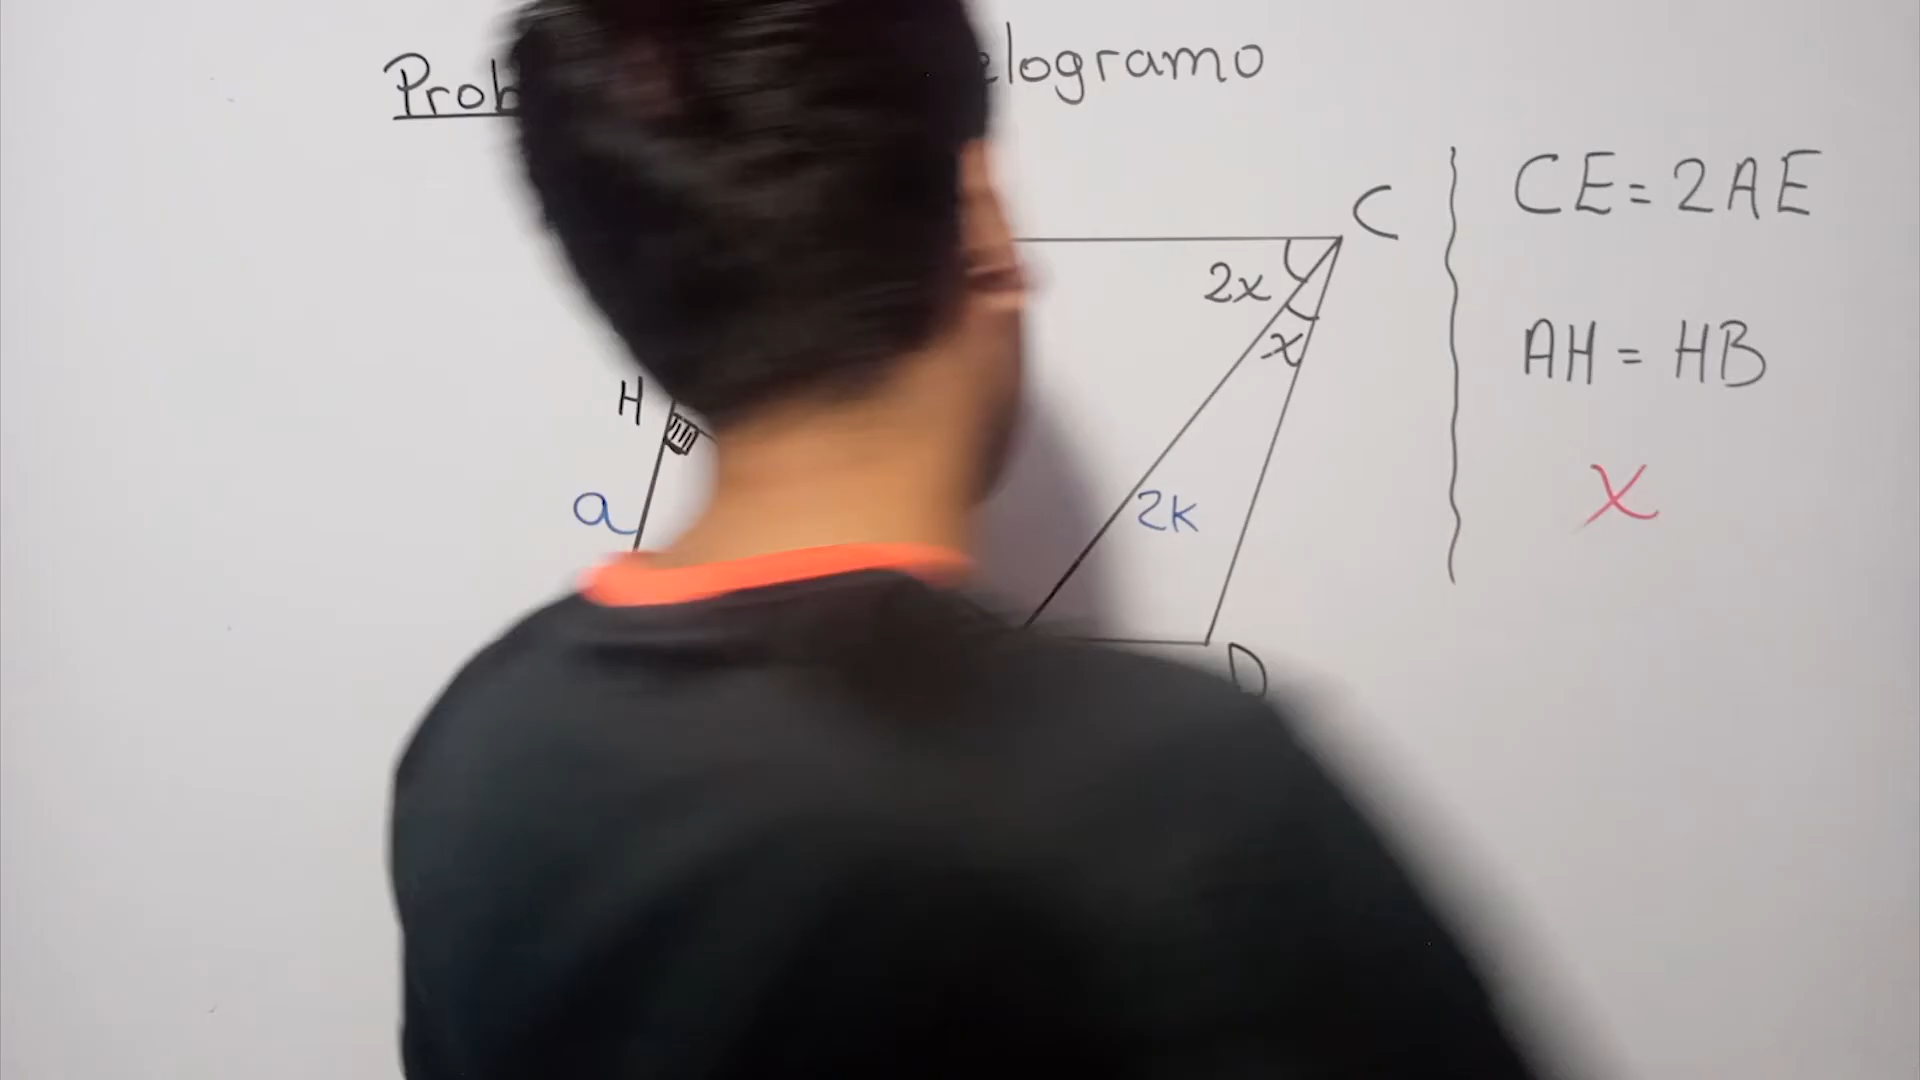 Prob elogramo
C
2x
x
H
a
2k
D
CE = 2AE
AH = HB
x